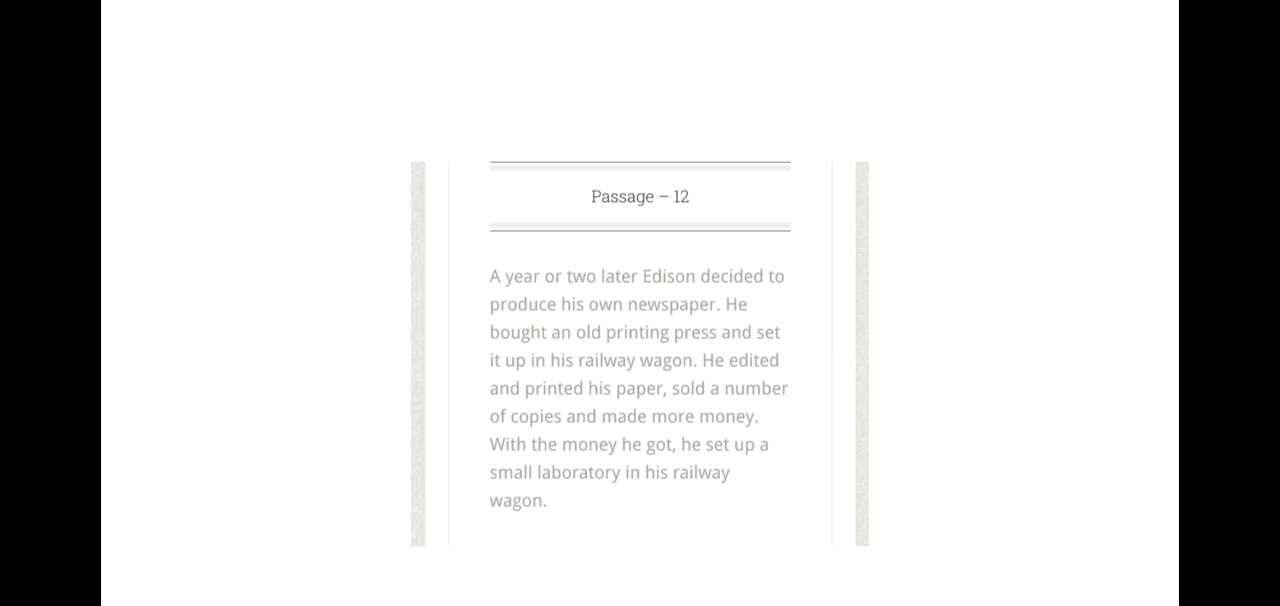 Passage – 12
A year or two later Edison decided to
produce his own newspaper. He
bought an old printing press and set
it up in his railway wagon. He edited
and printed his paper, sold a number
of copies and made more money.
With the money he got, he set up a
small laboratory in his railway
wagon.